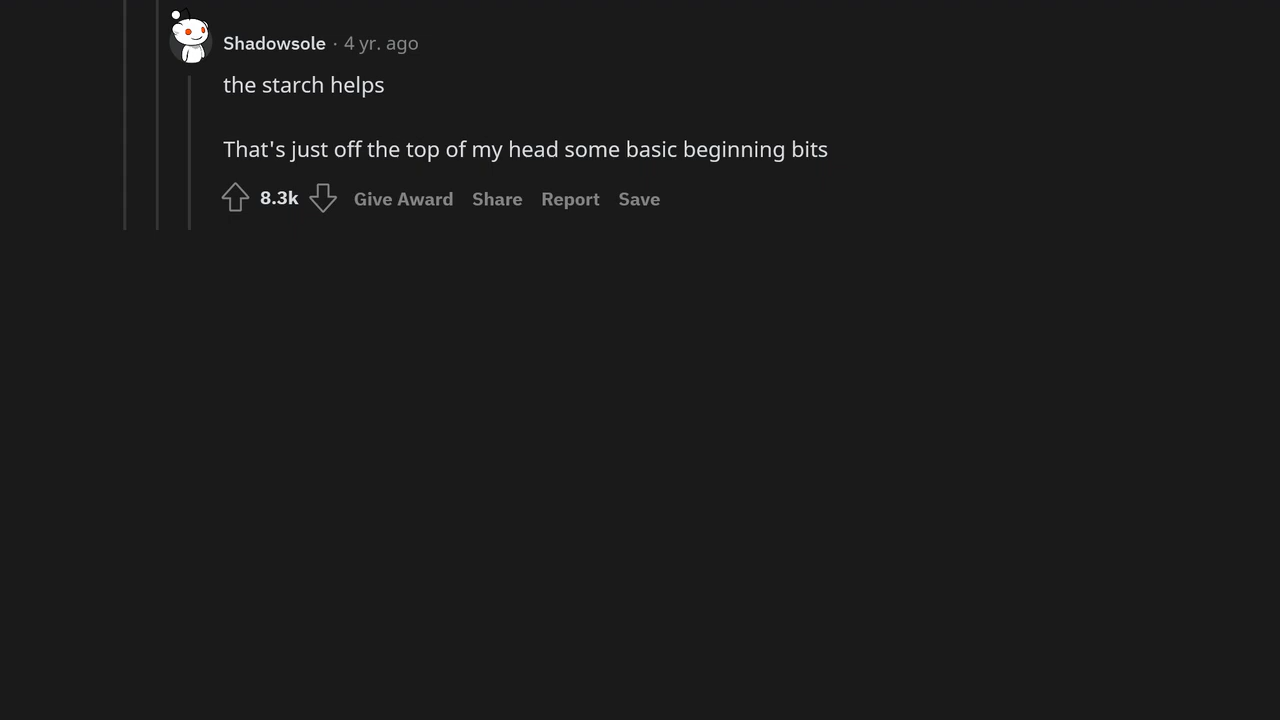 Shadowsole · 4 yr. ago
the starch helps
That's just off the top of my head some basic beginning bits
8.3k Give Award Share Report Save